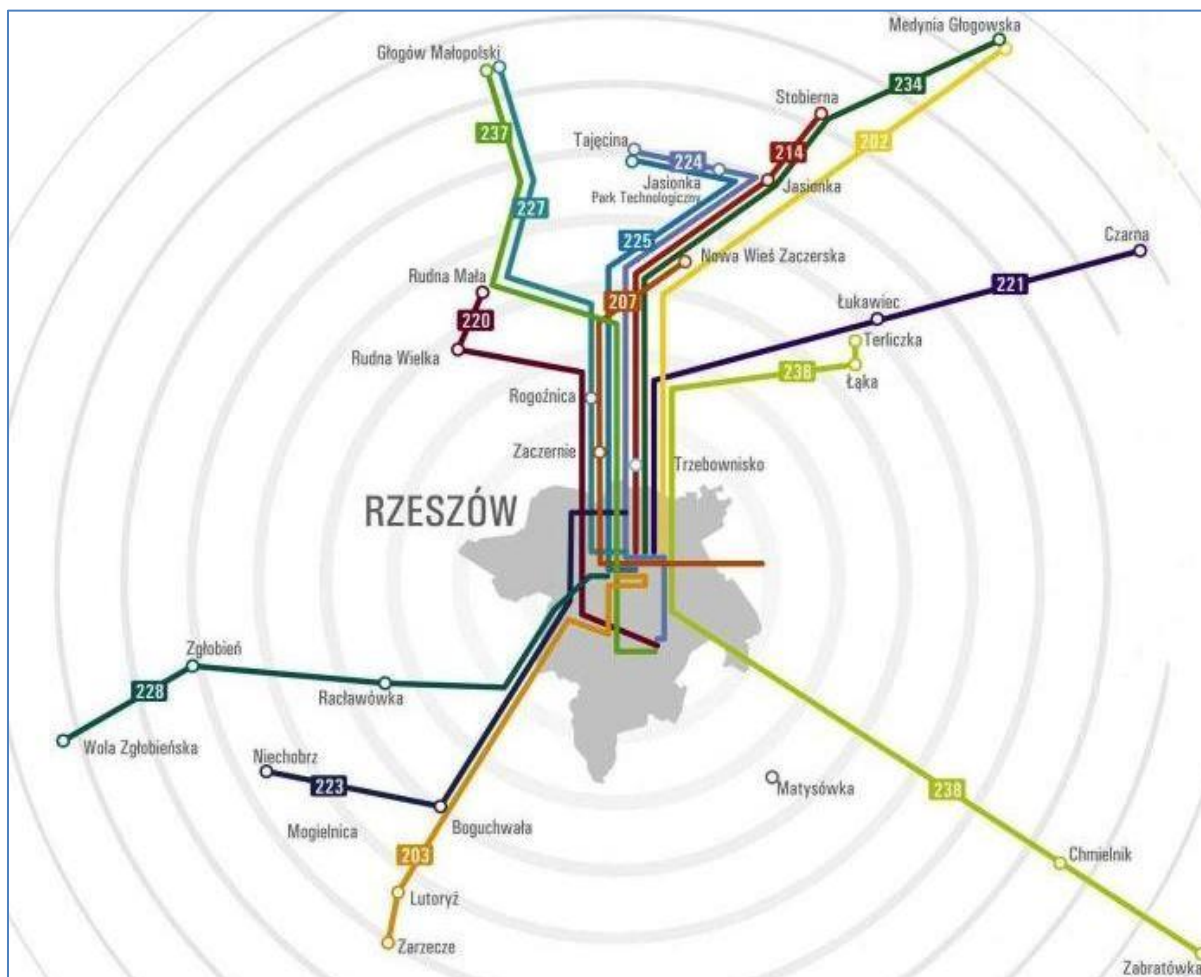 Medynia Głogowska
Głogów Małopolski
234
Stobierna
237
202
Tajęcina
224
214
Jasionka
Park Technologiczny
Jasionka
227
225
Czarna
Nowa Wieś Zaczerska
Rudna Mała
221
207
Łukawiec
220
Terliczka
Rudna Wielka
238
Łąka
Rogoźnica
Zaczernie
Trzebownisko
RZESZÓW
Zgłobień
228
Racławówka
Wola Zgłobieńska
Niechobrz
223
Matysówka
238
Mogielnica
Boguchwała
203
Chmielnik
Lutoryż
Zarzecze
Zabratówka